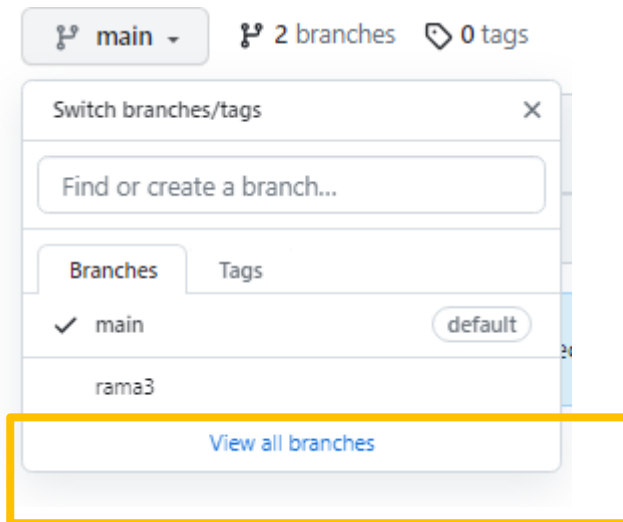 main 2 branches 0 tags
Switch branches/tags
Find or create a branch...
Branches Tags
main default
rama3
View all branches